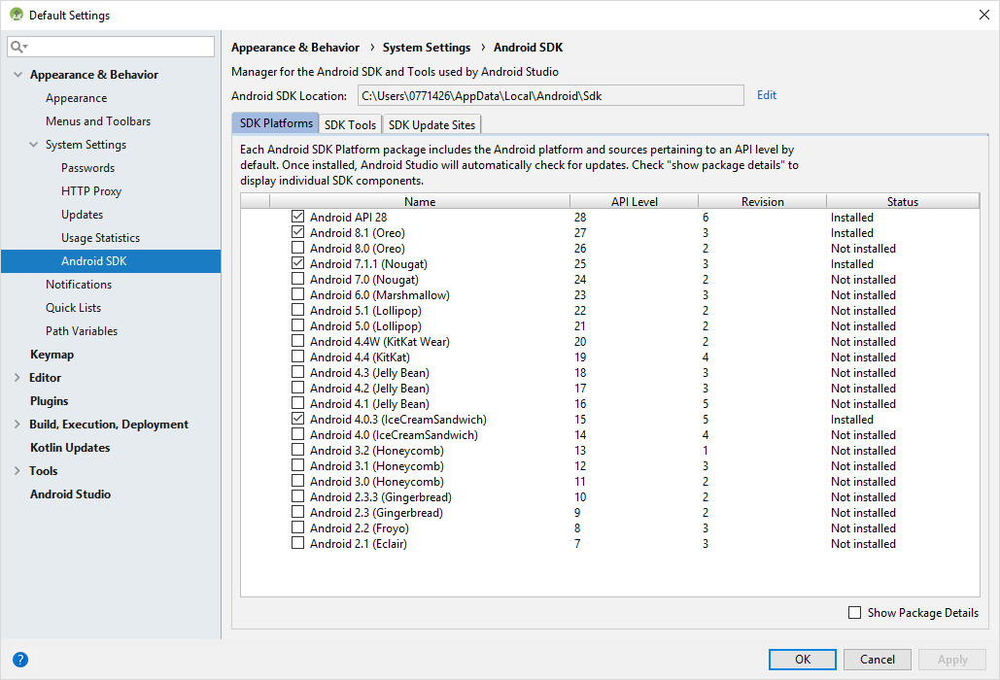 Default Settings
Appearance & Behavior
Appearance
Menus and Toolbars
System Settings
Passwords
HTTP Proxy
Updates
Usage Statistics
Android SDK
Notifications
Quick Lists
Path Variables
Keymap
Editor
Plugins
Build, Execution, Deployment
Kotlin Updates
Tools
Android Studio
Appearance & Behavior › System Settings › Android SDK
Manager for the Android SDK and Tools used by Android Studio
Android SDK Location: C:\Users\0771426\AppData\Local\Android\Sdk Edit
SDK Platforms SDK Tools SDK Update Sites
Each Android SDK Platform package includes the Android platform and sources pertaining to an API level by
default. Once installed, Android Studio will automatically check for updates. Check "show package details" to
display individual SDK components.
Name API Level Revision Status
Android API 28 28 6 Installed
Android 8.1 (Oreo) 27 3 Installed
Android 8.0 (Oreo) 26 2 Not installed
Android 7.1.1 (Nougat) 25 3 Installed
Android 7.0 (Nougat) 24 2 Not installed
Android 6.0 (Marshmallow) 23 3 Not installed
Android 5.1 (Lollipop) 22 2 Not installed
Android 5.0 (Lollipop) 21 2 Not installed
Android 4.4W (KitKat Wear) 20 2 Not installed
Android 4.4 (KitKat) 19 4 Not installed
Android 4.3 (Jelly Bean) 18 3 Not installed
Android 4.2 (Jelly Bean) 17 3 Not installed
Android 4.1 (Jelly Bean) 16 5 Not installed
Android 4.0.3 (IceCreamSandwich) 15 5 Installed
Android 4.0 (IceCreamSandwich) 14 4 Not installed
Android 3.2 (Honeycomb) 13 1 Not installed
Android 3.1 (Honeycomb) 12 3 Not installed
Android 3.0 (Honeycomb) 11 2 Not installed
Android 2.3.3 (Gingerbread) 10 2 Not installed
Android 2.3 (Gingerbread) 9 2 Not installed
Android 2.2 (Froyo) 8 3 Not installed
Android 2.1 (Eclair) 7 3 Not installed
Show Package Details
? OK Cancel Apply